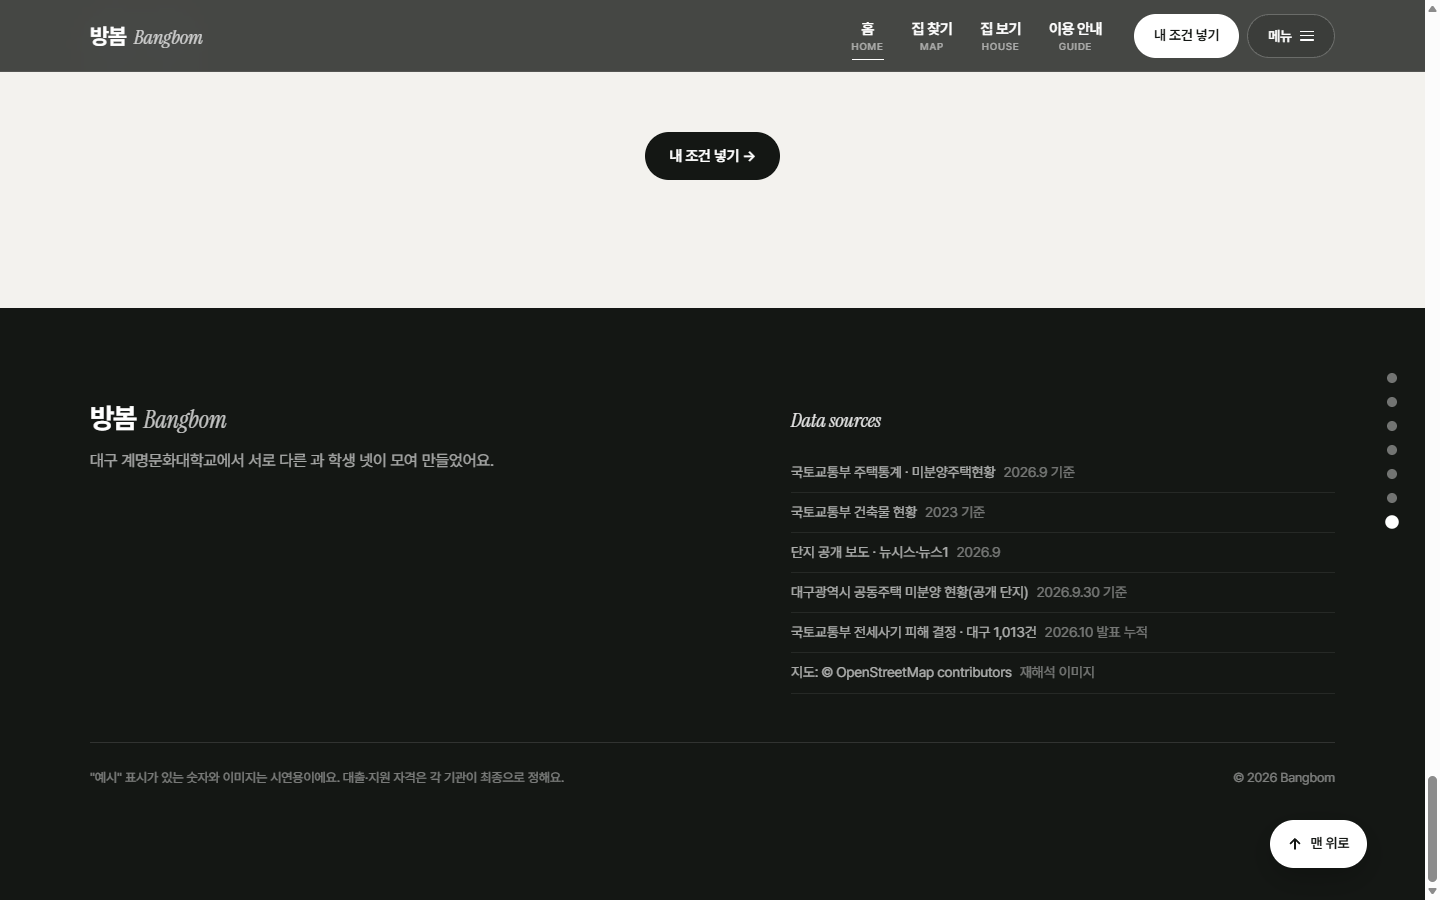 방봄 Bangbom
홈 집 찾기 집 보기 이용 안내
HOME MAP HOUSE GUIDE
내 조건 넣기 메뉴
내 조건 넣기 →
방봄 Bangbom
대구 계명문화대학교에서 서로 다른 과 학생 넷이 모여 만들었어요.
Data sources
국토교통부 주택통계 · 미분양주택현황 2026.9 기준
국토교통부 건축물 현황 2023 기준
단지 공개 보도 · 뉴시스·뉴스1 2026.9
대구광역시 공동주택 미분양 현황(공개 단지) 2026.9.30 기준
국토교통부 전세사기 피해 결정 · 대구 1,013건 2026.10 발표 누적
지도: © OpenStreetMap contributors 재해석 이미지
"예시" 표시가 있는 숫자와 이미지는 시연용이에요. 대출·지원 자격은 각 기관이 최종으로 정해요.
© 2026 Bangbom
↑ 맨 위로